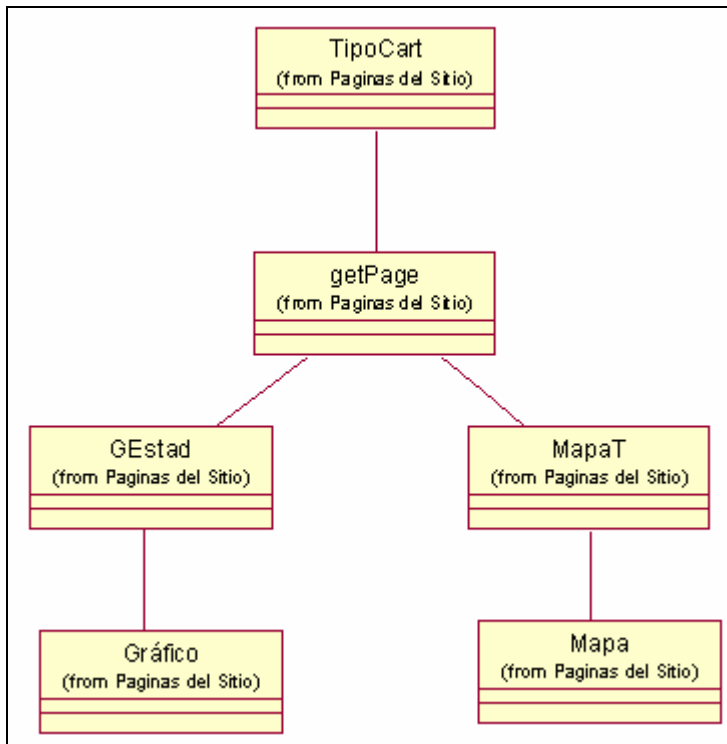 TipoCart
(from Paginas del Sitio)
getPage
(from Paginas del Sitio)
GEstad
(from Paginas del Sitio)
MapaT
(from Paginas del Sitio)
Gráfico
(from Paginas del Sitio)
Mapa
(from Paginas del Sitio)